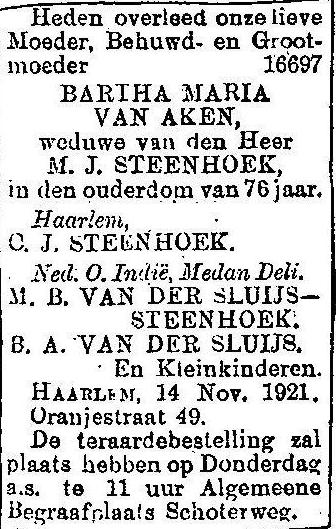 Heden overleed onze lieve
Moeder, Behuwd- en Groot-
moeder 16697
BARTHA MARIA
VAN AKEN,
weduwe van den Heer
M. J. STEENHOEK,
in den ouderdom van 76 jaar.
Haarlem,
C. J. STEENHOEK.
Ned. O. Indië, Medan Deli.
M. B. VAN DER SLUIJS—
STEENHOEK.
B. A. VAN DER SLUIJS.
En Kleinkinderen.
HAARLEM, 14 Nov. 1921.
Oranjestraat 49.
De teraardebestelling zal
plaats hebben op Donderdag
a.s. te 11 uur Algemeene
Begraafplaats Schoterweg.